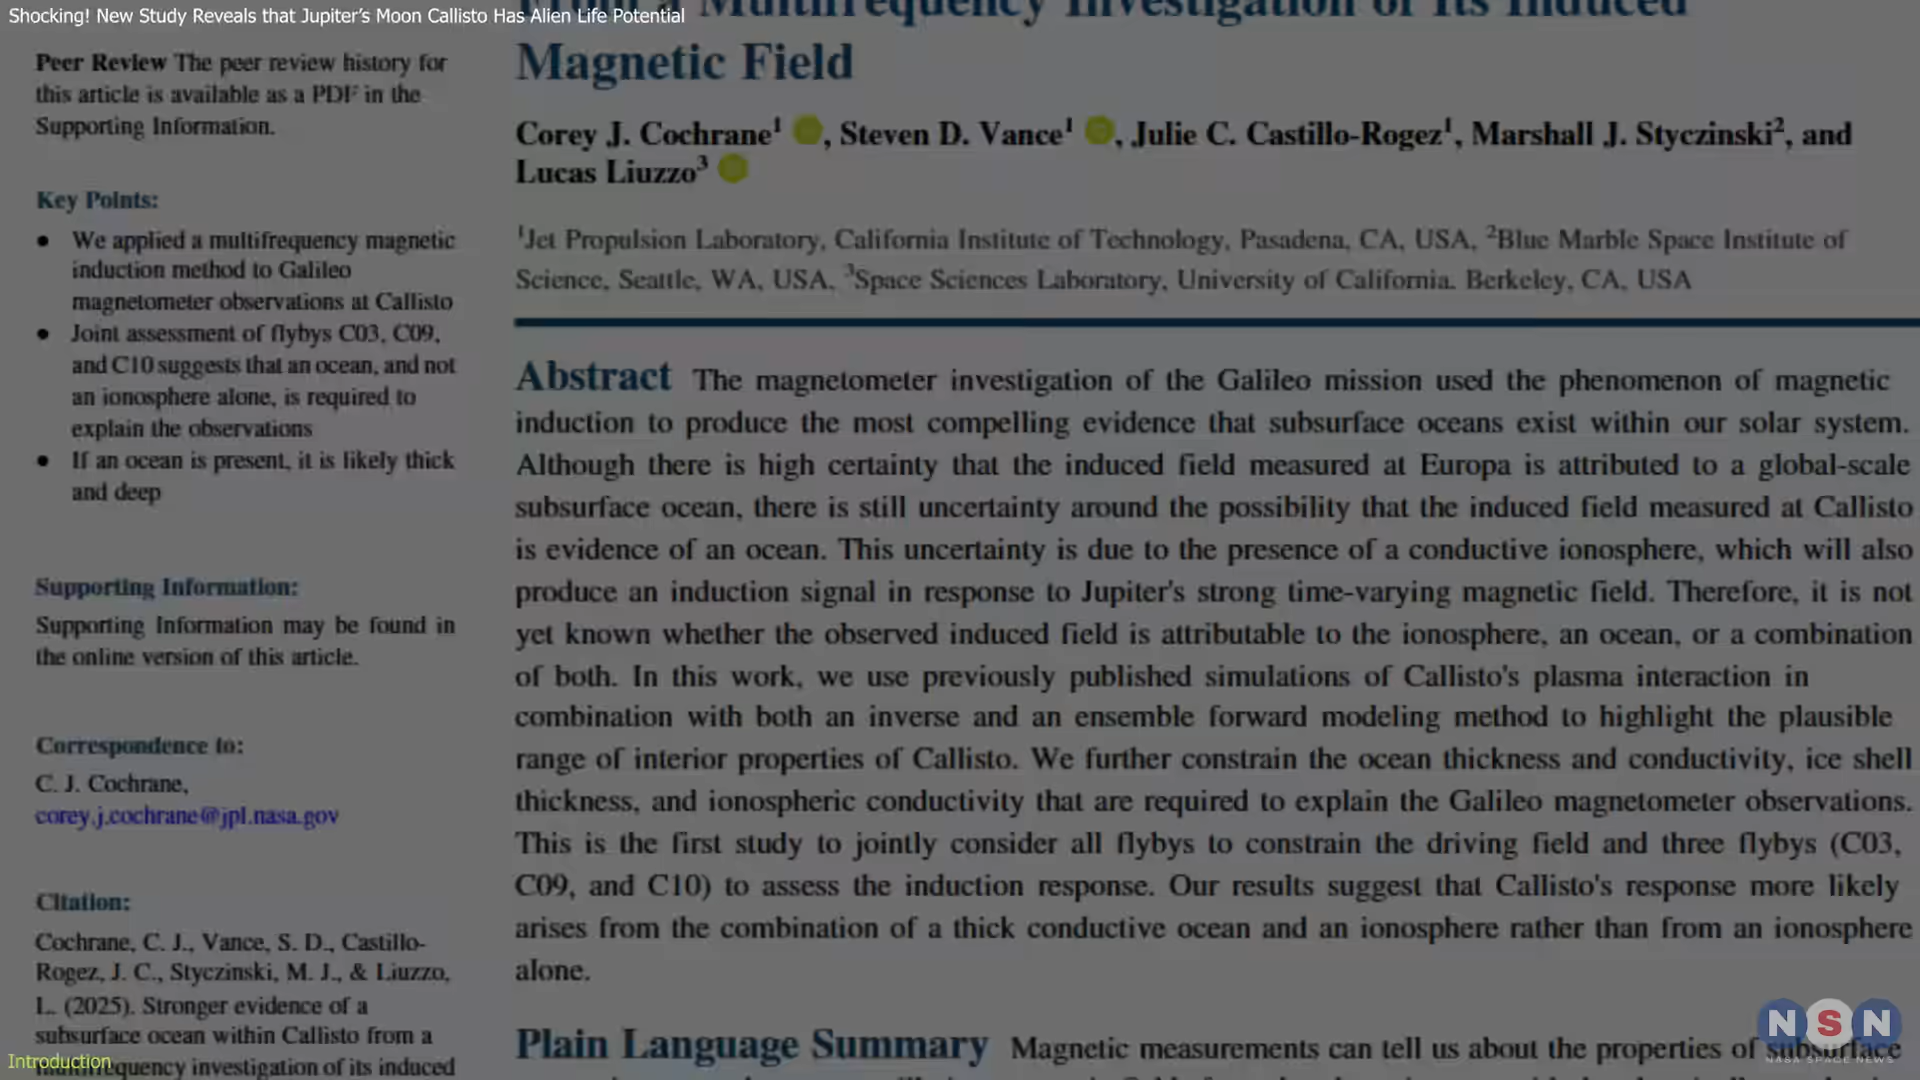 Shocking! New Study Reveals that Jupiter's Moon Callisto Has Alien Life Potential
Multifrequency Investigation of Its Induced
Magnetic Field
Corey J. Cochrane¹, Steven D. Vance¹, Julie C. Castillo-Rogez¹, Marshall J. Styczinski², and
Lucas Liuzzo³
¹Jet Propulsion Laboratory, California Institute of Technology, Pasadena, CA, USA, ²Blue Marble Space Institute of
Science, Seattle, WA, USA, ³Space Sciences Laboratory, University of California. Berkeley, CA, USA
Peer Review The peer review history for
this article is available as a PDF in the
Supporting Information.
Key Points:
• We applied a multifrequency magnetic
induction method to Galileo
magnetometer observations at Callisto
• Joint assessment of flybys C03, C09,
and C10 suggests that an ocean, and not
an ionosphere alone, is required to
explain the observations
• If an ocean is present, it is likely thick
and deep
Supporting Information:
Supporting Information may be found in
the online version of this article.
Correspondence to:
C. J. Cochrane,
corey.j.cochrane@jpl.nasa.gov
Citation:
Cochrane, C. J., Vance, S. D., Castillo-
Rogez, J. C., Styczinski, M. J., & Liuzzo,
L. (2025). Stronger evidence of a
subsurface ocean within Callisto from a
multifrequency investigation of its induced
Abstract The magnetometer investigation of the Galileo mission used the phenomenon of magnetic
induction to produce the most compelling evidence that subsurface oceans exist within our solar system.
Although there is high certainty that the induced field measured at Europa is attributed to a global-scale
subsurface ocean, there is still uncertainty around the possibility that the induced field measured at Callisto
is evidence of an ocean. This uncertainty is due to the presence of a conductive ionosphere, which will also
produce an induction signal in response to Jupiter's strong time-varying magnetic field. Therefore, it is not
yet known whether the observed induced field is attributable to the ionosphere, an ocean, or a combination
of both. In this work, we use previously published simulations of Callisto's plasma interaction in
combination with both an inverse and an ensemble forward modeling method to highlight the plausible
range of interior properties of Callisto. We further constrain the ocean thickness and conductivity, ice shell
thickness, and ionospheric conductivity that are required to explain the Galileo magnetometer observations.
This is the first study to jointly consider all flybys to constrain the driving field and three flybys (C03,
C09, and C10) to assess the induction response. Our results suggest that Callisto's response more likely
arises from the combination of a thick conductive ocean and an ionosphere rather than from an ionosphere
alone.
Plain Language Summary Magnetic measurements can tell us about the properties of subsurface
Introduction
NSN
NASA SPACE NEWS